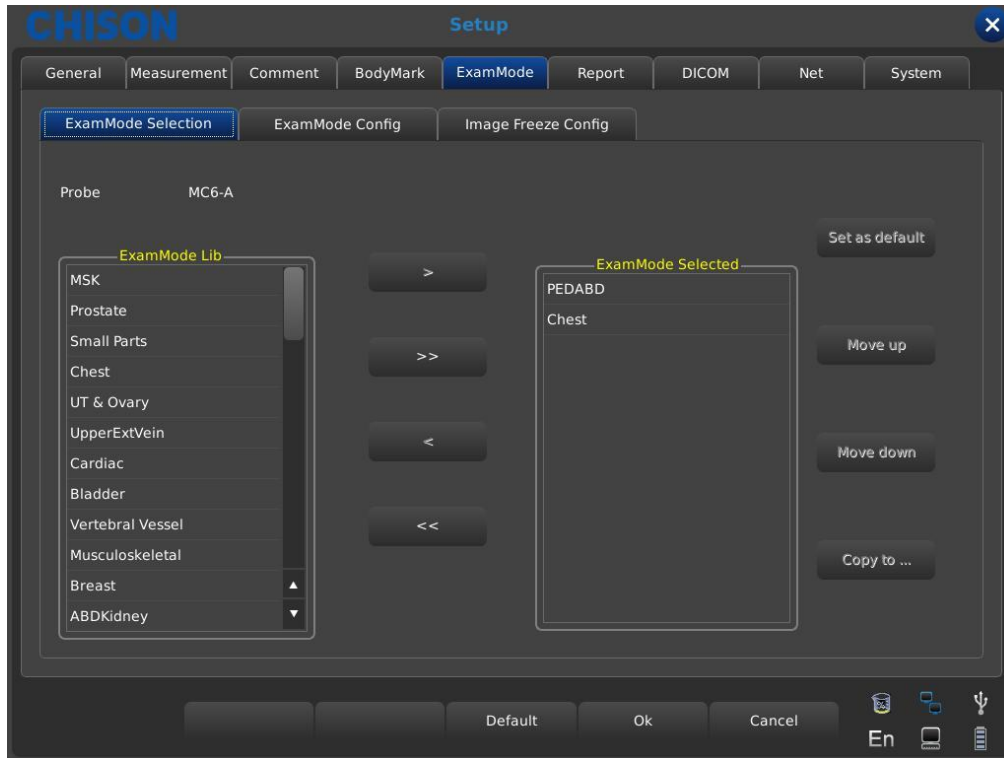 CHISON
Setup
General Measurement Comment BodyMark ExamMode Report DICOM Net System
ExamMode Selection ExamMode Config Image Freeze Config
Probe MC6-A
Set as default
ExamMode Lib
MSK
Prostate
Small Parts
Chest
UT & Ovary
UpperExtVein
Cardiac
Bladder
Vertebral Vessel
Musculoskeletal
Breast
ABDKidney
>
>>
<
<<
ExamMode Selected
PEDABD
Chest
Move up
Move down
Copy to ...
Default Ok Cancel
En